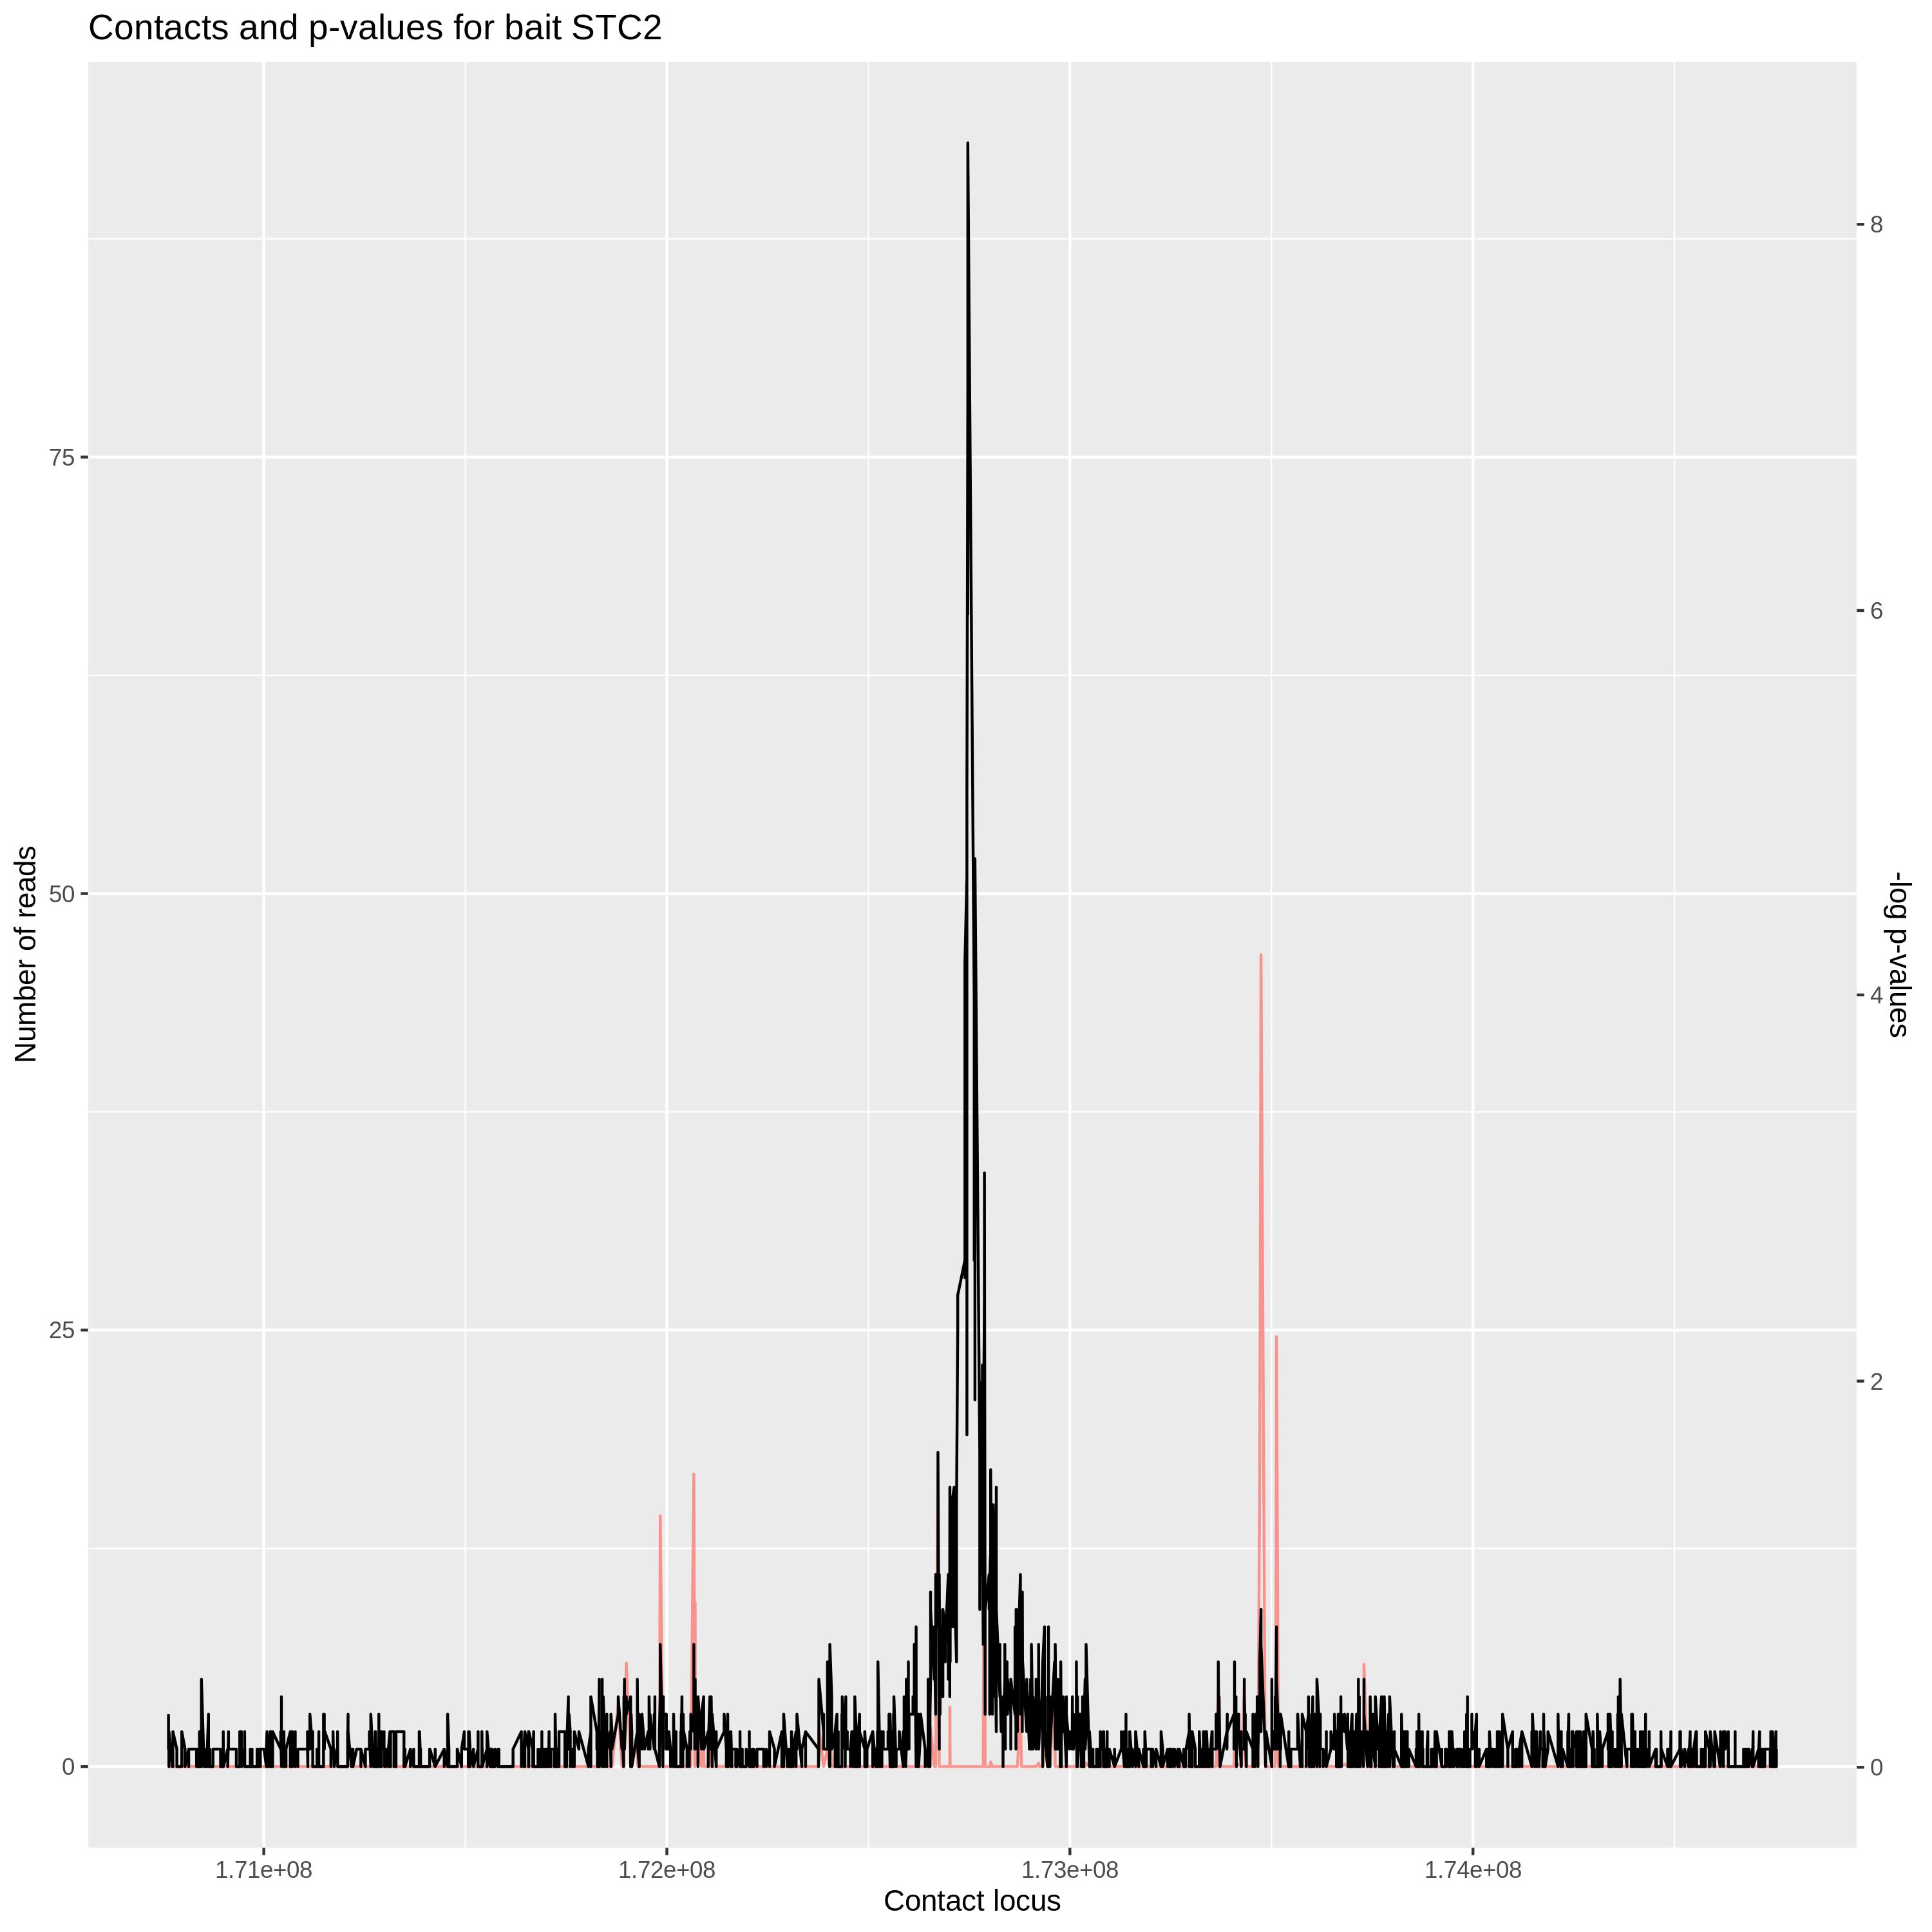 Contacts and p-values for bait STC2
Number of reads
75
50
25
0
8
6
4
2
0
-log p-values
1.71e+08
1.72e+08
1.73e+08
1.74e+08
Contact locus